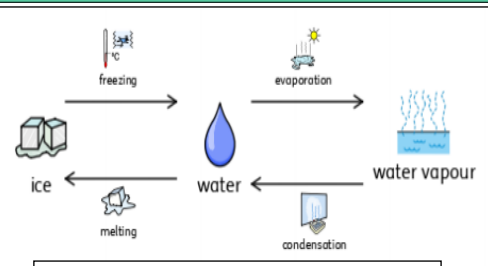 °C
freezing
evaporation
ice
water
water vapour
melting
condensation